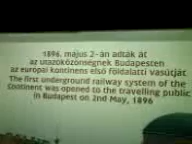 1896. május 2-án adták át
az utazóközönségnek Budapesten
az európai kontinens első földalatti vasútját
The first underground railway system of the
Continent was opened to the travelling public
in Budapest on 2nd May, 1896